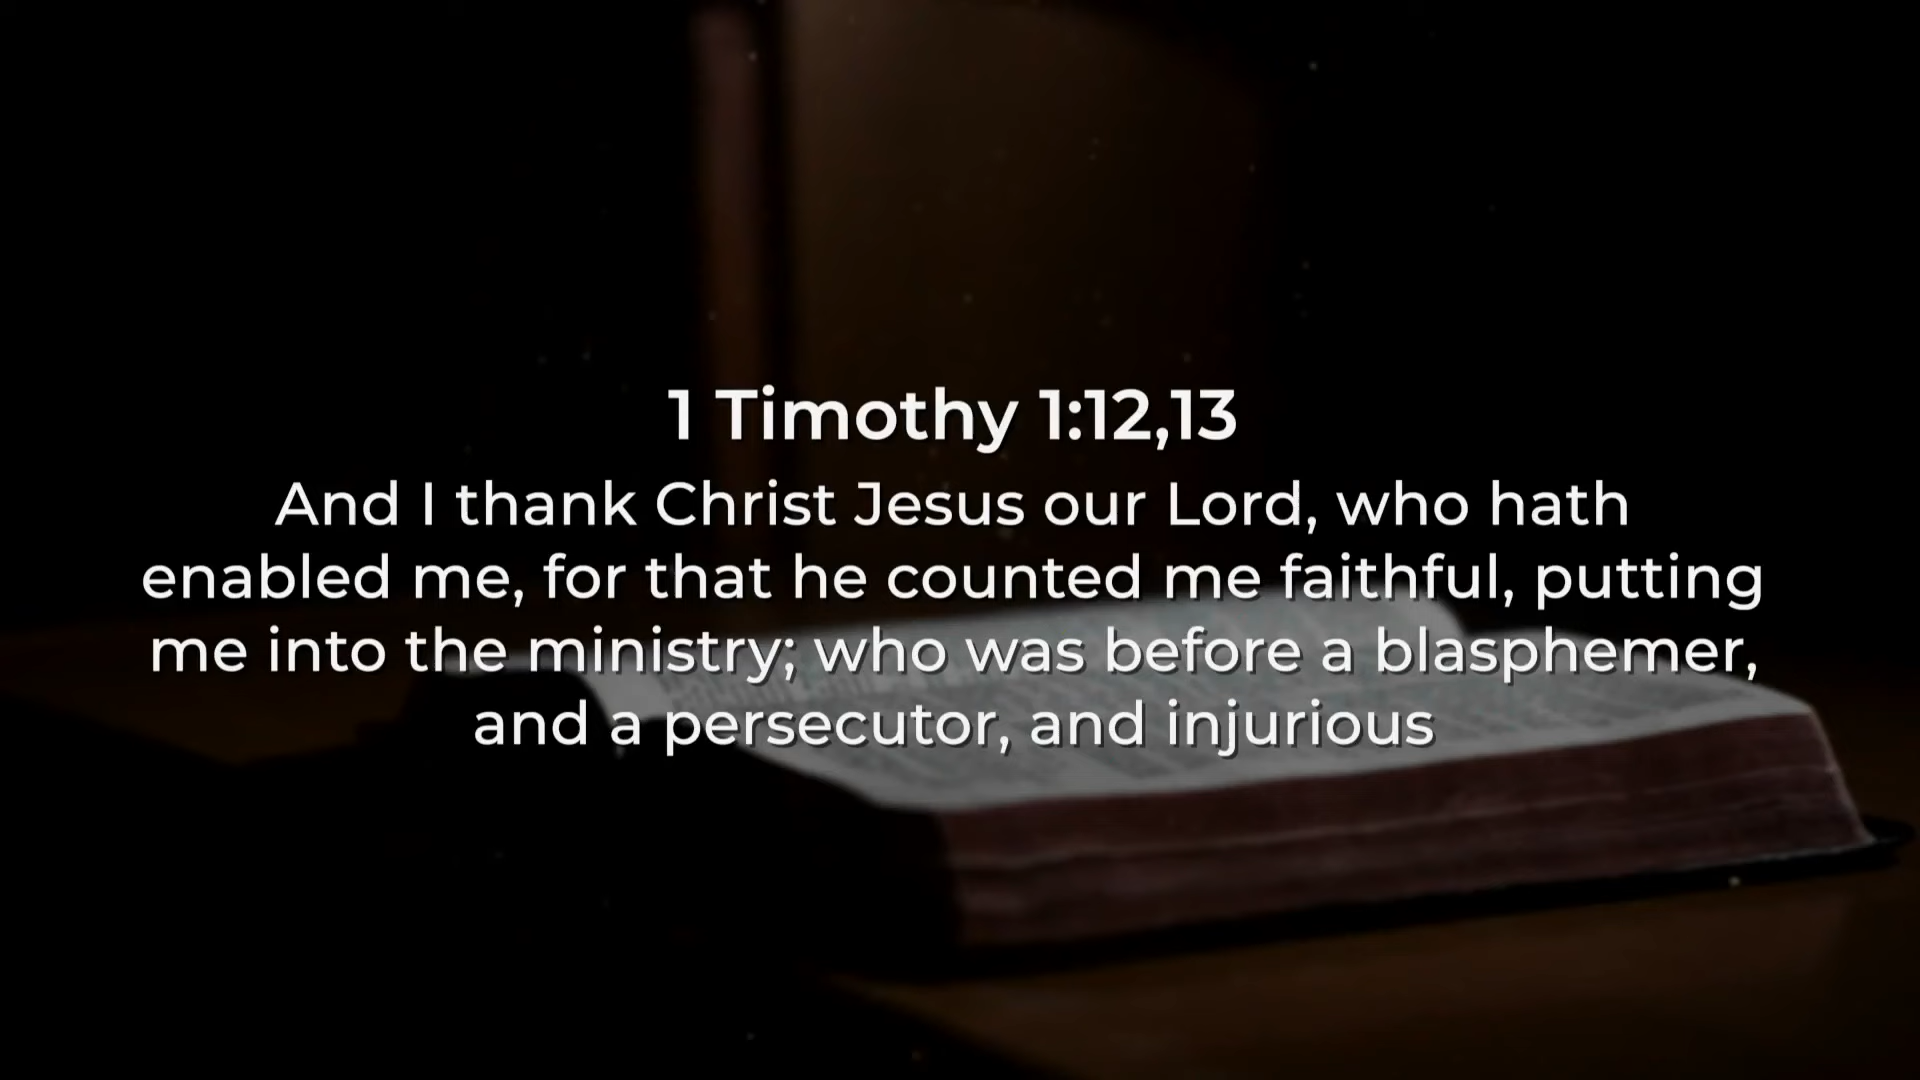 1 Timothy 1:12,13
And I thank Christ Jesus our Lord, who hath
enabled me, for that he counted me faithful, putting
me into the ministry; who was before a blasphemer,
and a persecutor, and injurious